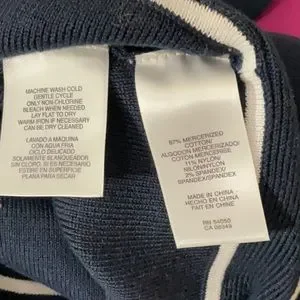 MACHINE WASH COLD
GENTLE CYCLE
ONLY NON-CHLORINE
BLEACH WHEN NEEDED
LAY FLAT TO DRY
WARM IRON IF NECESSARY
CAN BE DRY CLEANED
LAVADO A MÁQUINA
CON AGUA FRIA
CICLO DELICADO
SOLAMENTE BLANQUEADOR
SIN CLORO, SI ES NECESARIO
ESTIRE EN SUPERFICIE
PLANA PARA SECAR
87% MERCERIZED
COTTON/
ALGODON MERCERIZADO/
COTON MERCERISE
11% NYLON/
NILON/NYLON
2% SPANDEX/
SPANDEX/SPANDEX
MADE IN CHINA
HECHO EN CHINA
FAIT EN CHINE
RN 54050
CA 08349